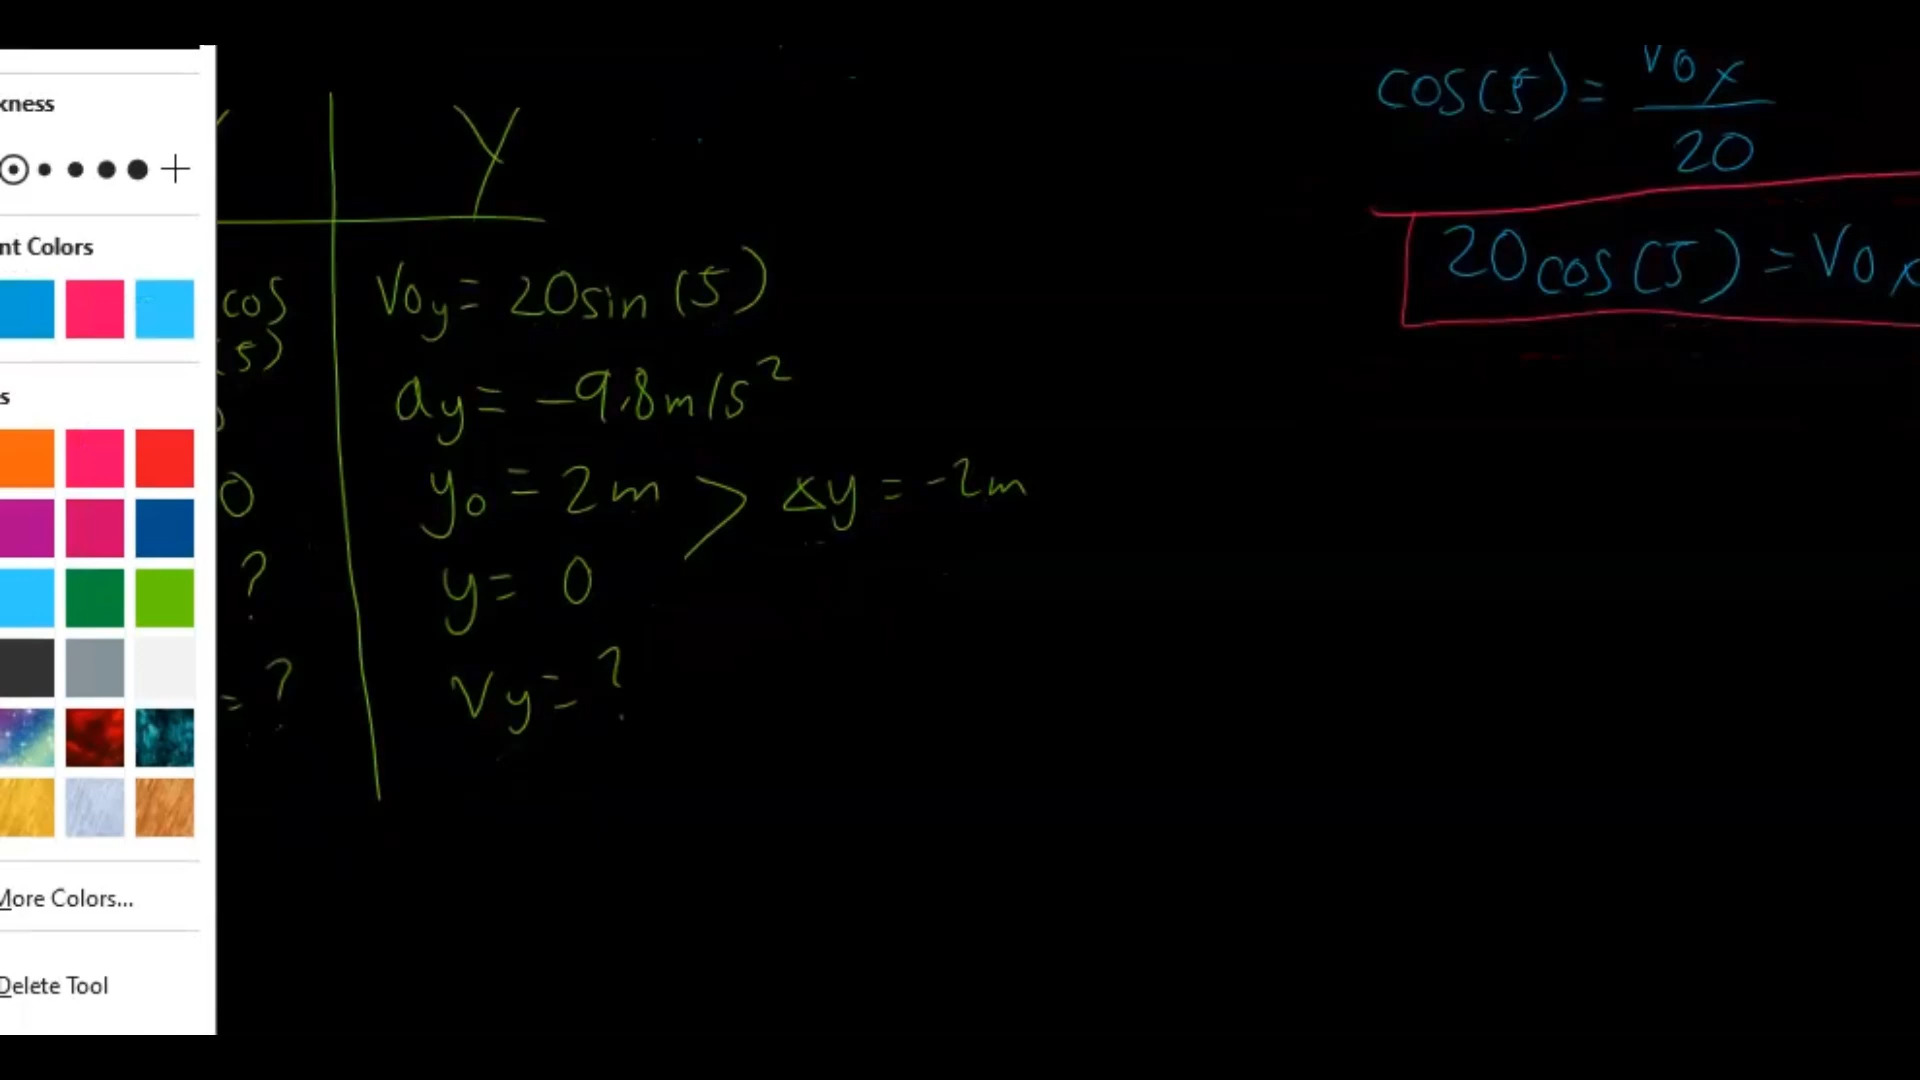 kness
nt Colors
s
More Colors...
Delete Tool
Y
cos
(5)
0
?
= ?
Voy = 20sin (5)
ay = -9.8m/s²
yo = 2m > Δy = -2m
y = 0
Vy = ?
cos(5) = Vox
20
20cos(5) = Vox